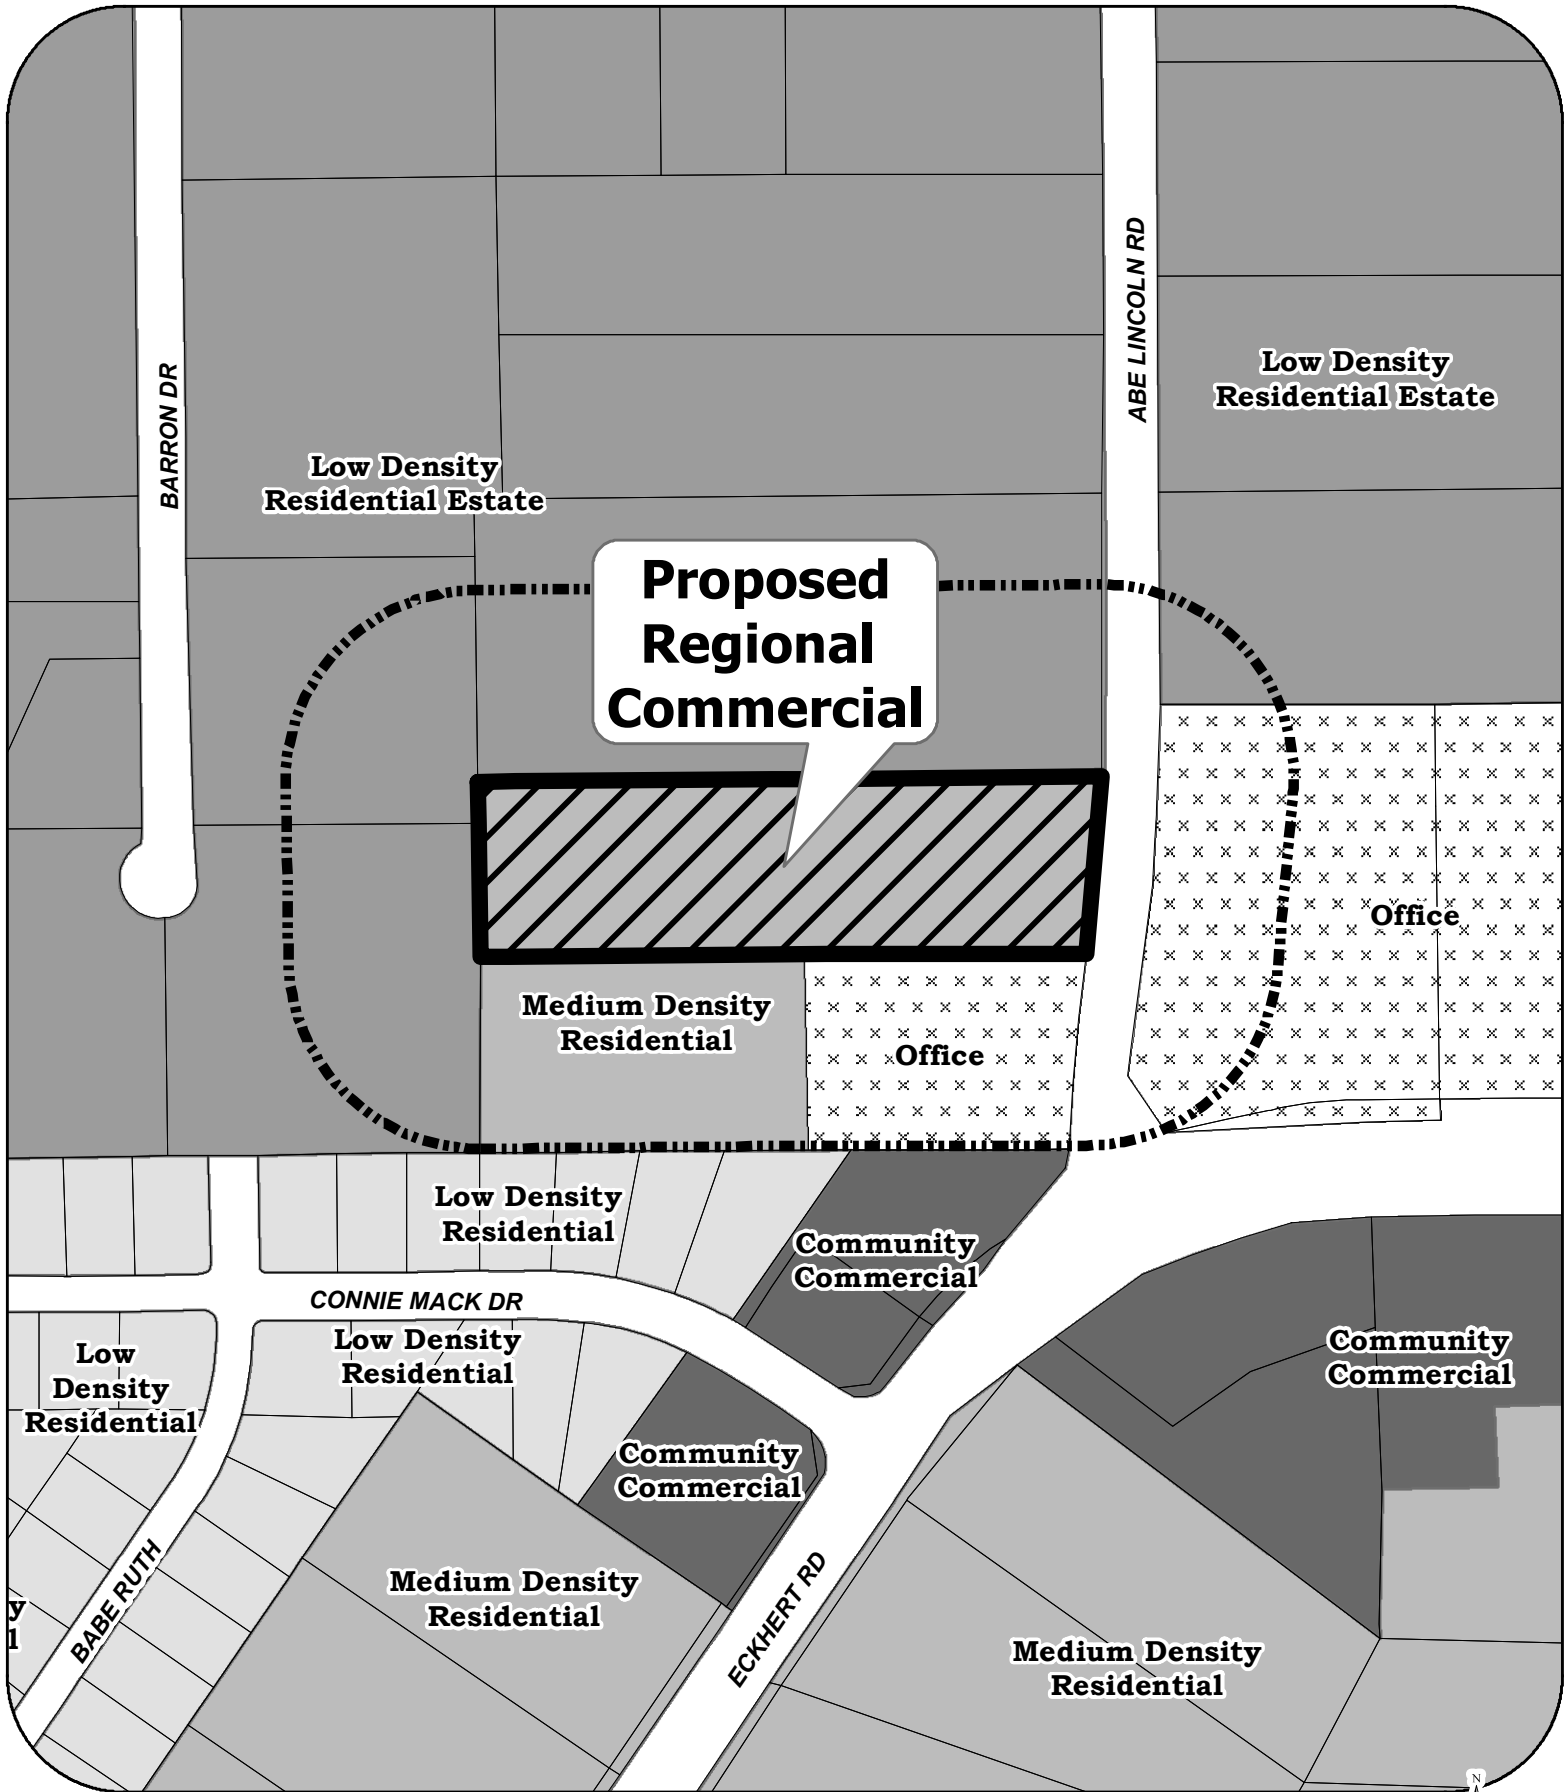 ABE LINCOLN RD
BARRON DR
Low Density
Residential Estate
Low Density
Residential Estate
Proposed
Regional
Commercial
Office
Medium Density
Residential
Office
Low Density
Residential
Community
Commercial
CONNIE MACK DR
Low Density
Residential
Low
Density
Residential
Community
Commercial
Community
Commercial
BABE RUTH
ECKHERT RD
Medium Density
Residential
y
l
Medium Density
Residential
N